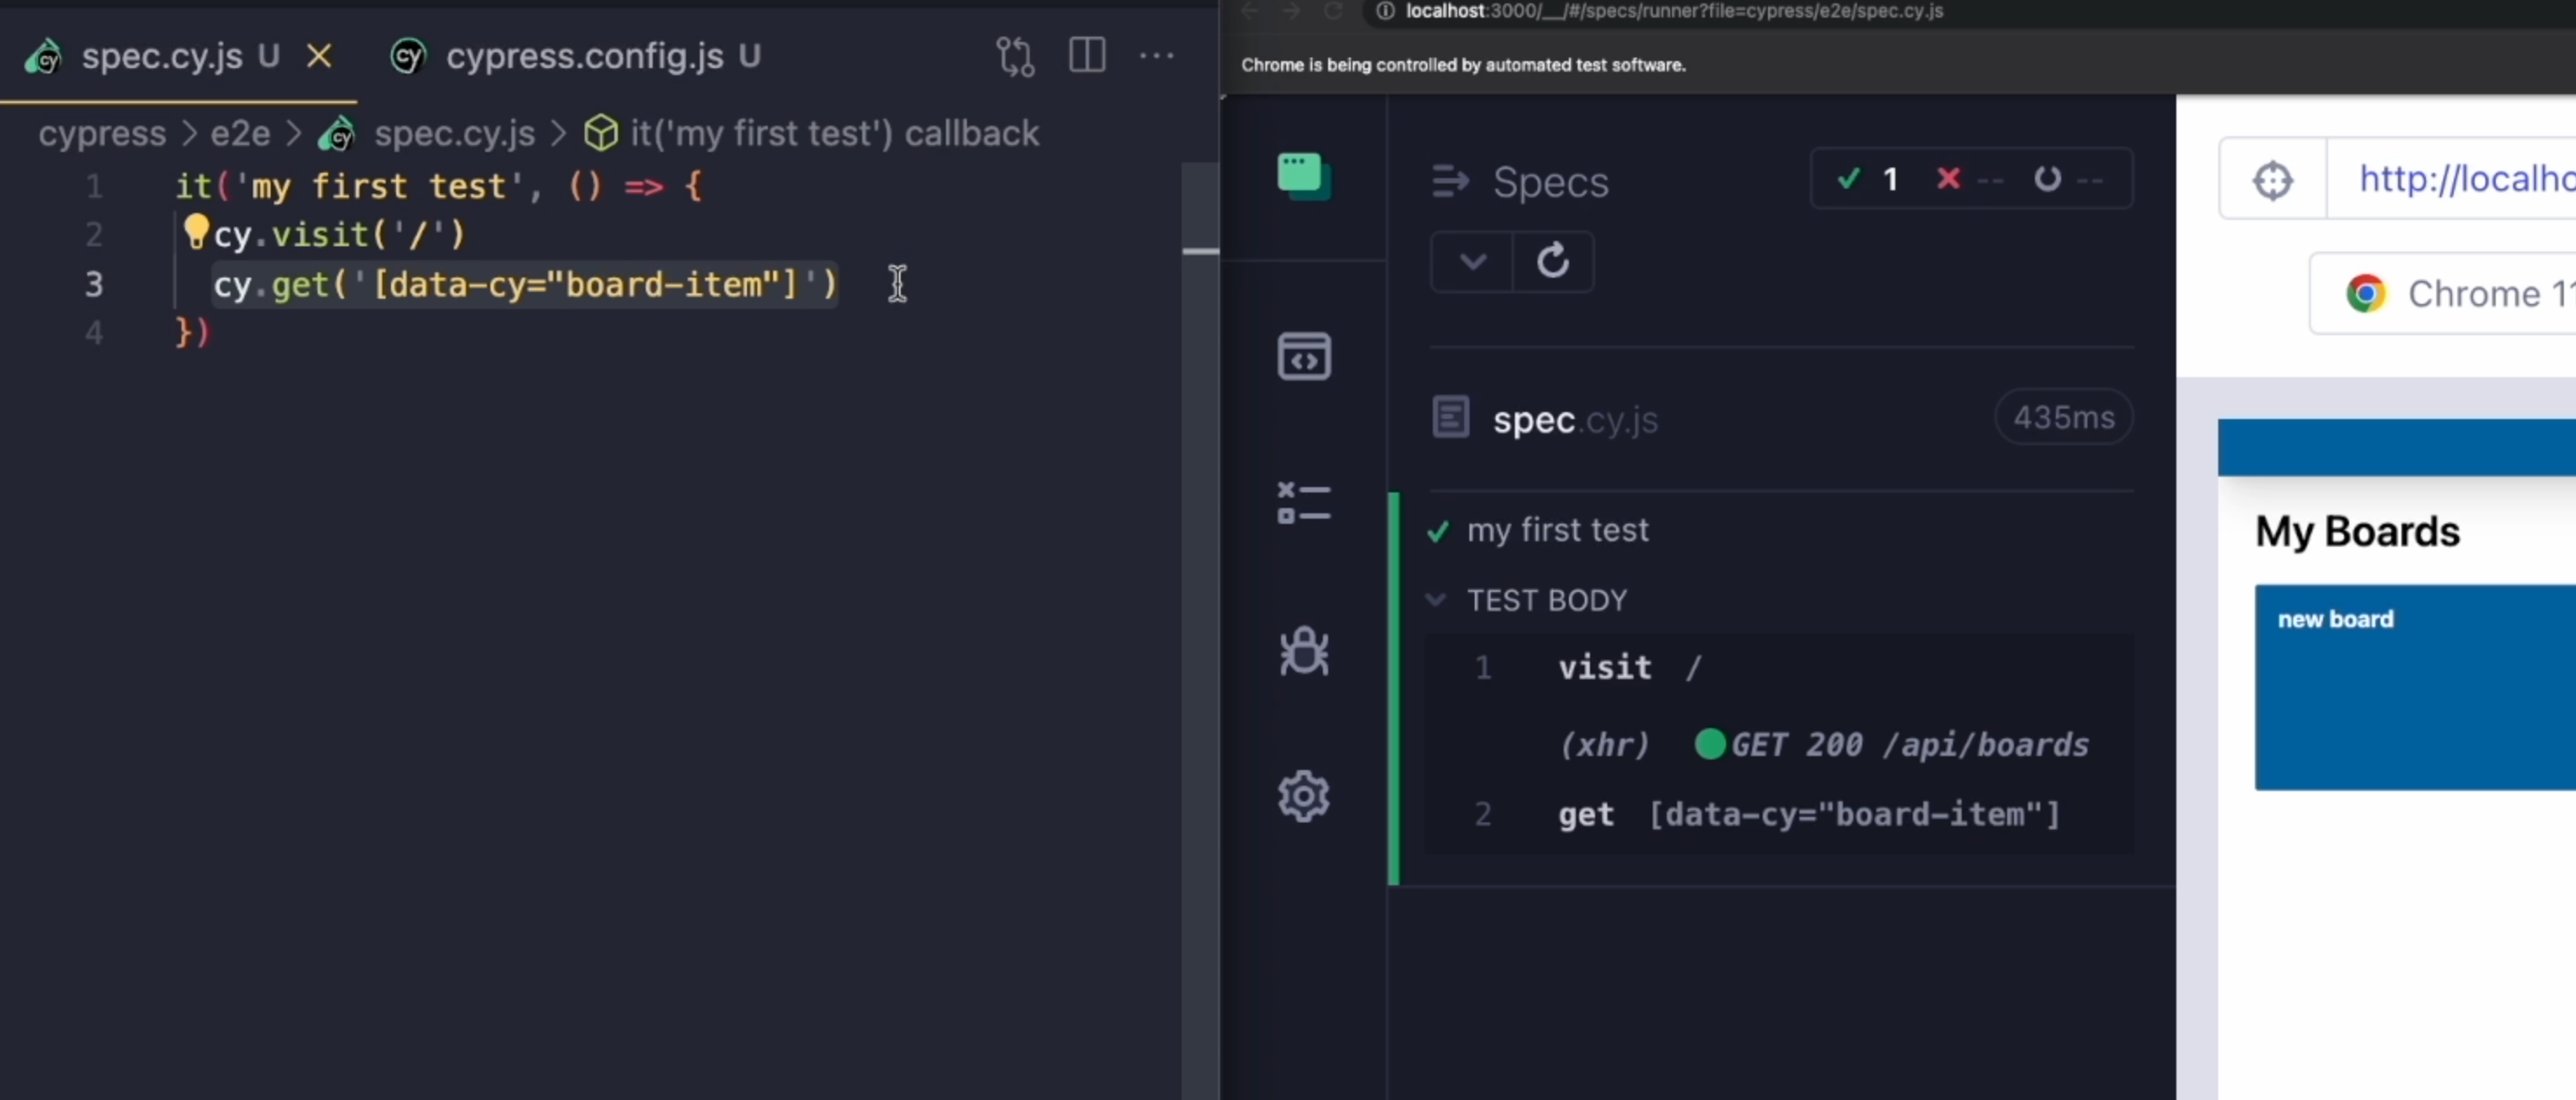 spec.cy.js U
cypress.config.js U
cypress > e2e > spec.cy.js > it('my first test') callback
1 it('my first test', () => {
2 cy.visit('/')
3 cy.get('[data-cy="board-item"]')
4 })
localhost:3000/__/#/specs/runner?file=cypress/e2e/spec.cy.js
Chrome is being controlled by automated test software.
Specs
1 -- --
spec.cy.js 435ms
my first test
TEST BODY
1 visit /
(xhr) GET 200 /api/boards
2 get [data-cy="board-item"]
http://localho
Chrome 11
My Boards
new board